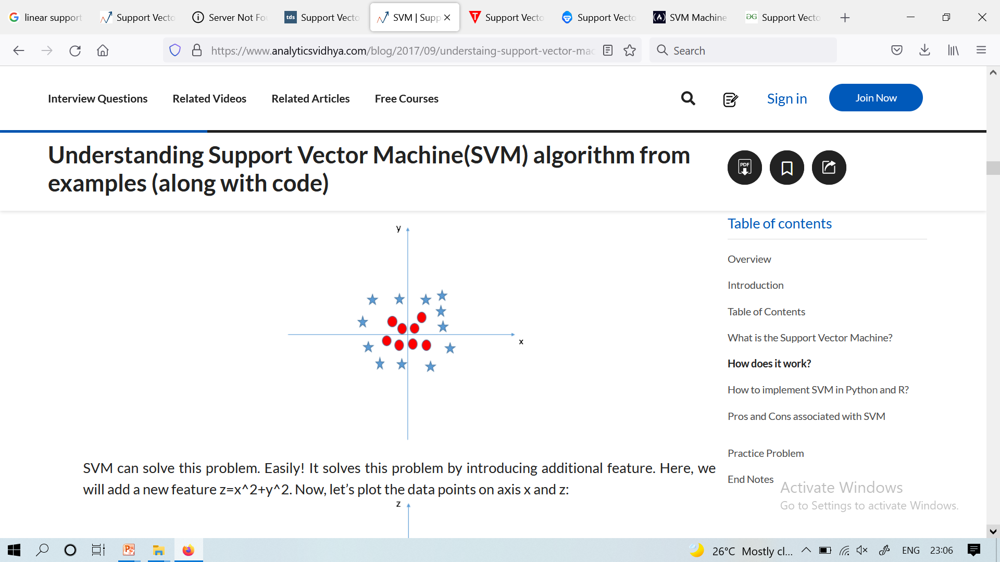 linear support
Support Vecto
Server Not Fo
tds
Support Vecto
SVM | Supp
Support Vecto
Support Vecto
SVM Machine
Support Vecto
https://www.analyticsvidhya.com/blog/2017/09/understaing-support-vector-mac
Search
Interview Questions
Related Videos
Related Articles
Free Courses
Sign in
Join Now
Understanding Support Vector Machine(SVM) algorithm from
examples (along with code)
PDF
Table of contents
Overview
Introduction
Table of Contents
What is the Support Vector Machine?
How does it work?
How to implement SVM in Python and R?
Pros and Cons associated with SVM
Practice Problem
End Notes
y
x
SVM can solve this problem. Easily! It solves this problem by introducing additional feature. Here, we
will add a new feature z=x^2+y^2. Now, let’s plot the data points on axis x and z:
z
Activate Windows
Go to Settings to activate Windows.
26°C Mostly cl...
ENG
23:06